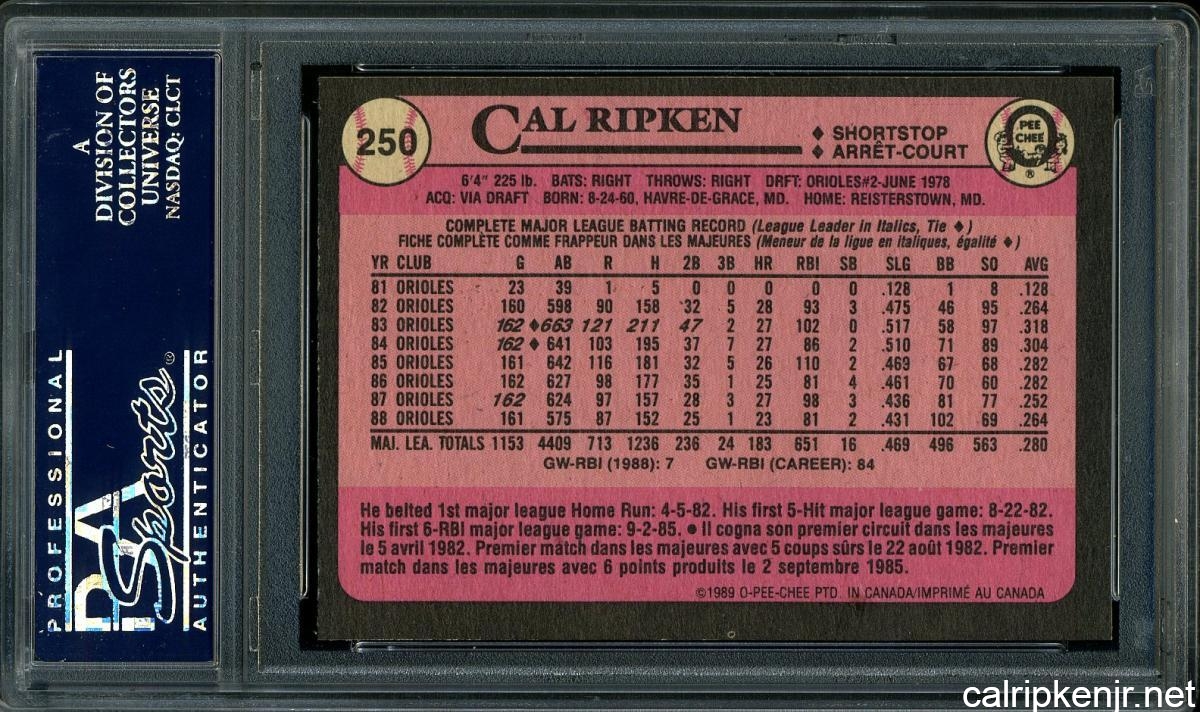 A
DIVISION OF
COLLECTORS
UNIVERSE
NASDAQ: CLCT
PROFESSIONAL
PSA
Sports®
AUTHENTICATOR
250
CAL RIPKEN
♦ SHORTSTOP
♦ ARRÊT-COURT
O
PEE
CHEE
®
6'4" 225 lb. BATS: RIGHT THROWS: RIGHT DRFT: ORIOLES#2-JUNE 1978
ACQ: VIA DRAFT BORN: 8-24-60, HAVRE-DE-GRACE, MD. HOME: REISTERSTOWN, MD.
COMPLETE MAJOR LEAGUE BATTING RECORD (League Leader in Italics, Tie ♦)
FICHE COMPLÈTE COMME FRAPPEUR DANS LES MAJEURES (Meneur de la ligue en italiques, égalité ♦)
YR CLUB G AB R H 2B 3B HR RBI SB SLG BB SO AVG
81 ORIOLES 23 39 1 5 0 0 0 0 0 .128 1 8 .128
82 ORIOLES 160 598 90 158 32 5 28 93 3 .475 46 95 .264
83 ORIOLES 162 ♦663 121 211 47 2 27 102 0 .517 58 97 .318
84 ORIOLES 162 ♦ 641 103 195 37 7 27 86 2 .510 71 89 .304
85 ORIOLES 161 642 116 181 32 5 26 110 2 .469 67 68 .282
86 ORIOLES 162 627 98 177 35 1 25 81 4 .461 70 60 .282
87 ORIOLES 162 624 97 157 28 3 27 98 3 .436 81 77 .252
88 ORIOLES 161 575 87 152 25 1 23 81 2 .431 102 69 .264
MAJ. LEA. TOTALS 1153 4409 713 1236 236 24 183 651 16 .469 496 563 .280
GW-RBI (1988): 7 GW-RBI (CAREER): 84
He belted 1st major league Home Run: 4-5-82. His first 5-Hit major league game: 8-22-82.
His first 6-RBI major league game: 9-2-85. ● Il cogna son premier circuit dans les majeures
le 5 avril 1982. Premier match dans les majeures avec 5 coups sûrs le 22 août 1982. Premier
match dans les majeures avec 6 points produits le 2 septembre 1985.
©1989 O-PEE-CHEE PTD. IN CANADA/IMPRIMÉ AU CANADA
calripkenjr.net